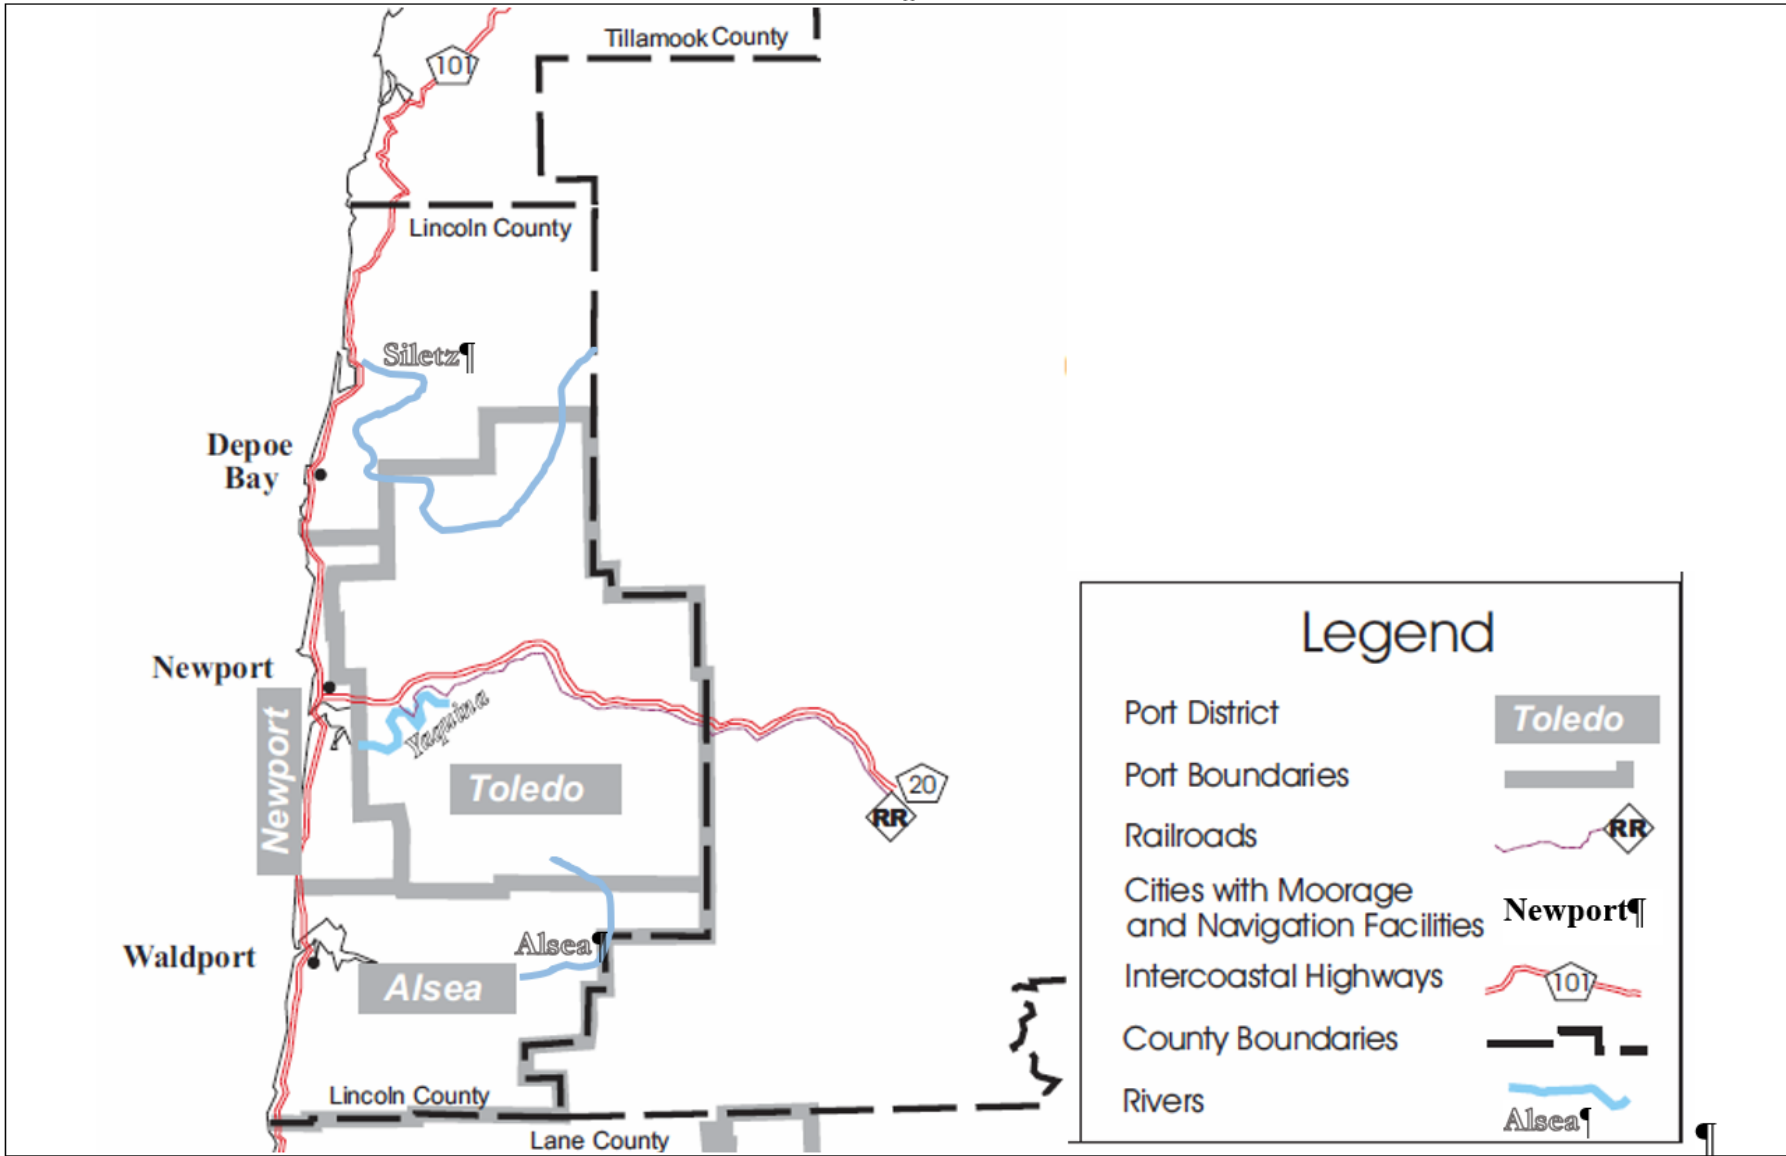 Tillamook County
101
Lincoln County
Siletz¶
Depoe
Bay
Newport
Newport
Yaquina
Toledo
20
RR
Waldport
Alsea¶
Alsea
Lincoln County
Lane County
Legend
Port District
Toledo
Port Boundaries
Railroads
RR
Cities with Moorage
and Navigation Facilities
Newport¶
Intercoastal Highways
101
County Boundaries
Rivers
Alsea¶
¶